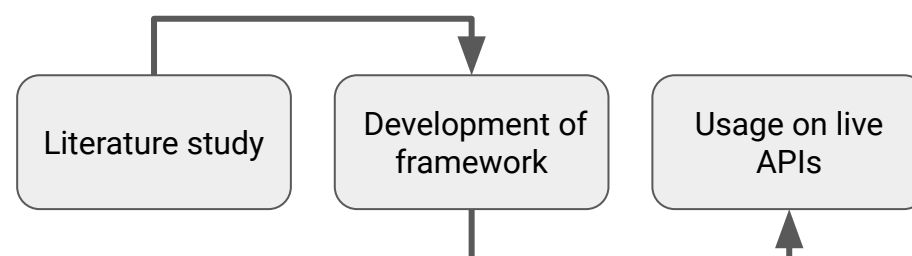 Literature study
Development of
framework
Usage on live
APIs